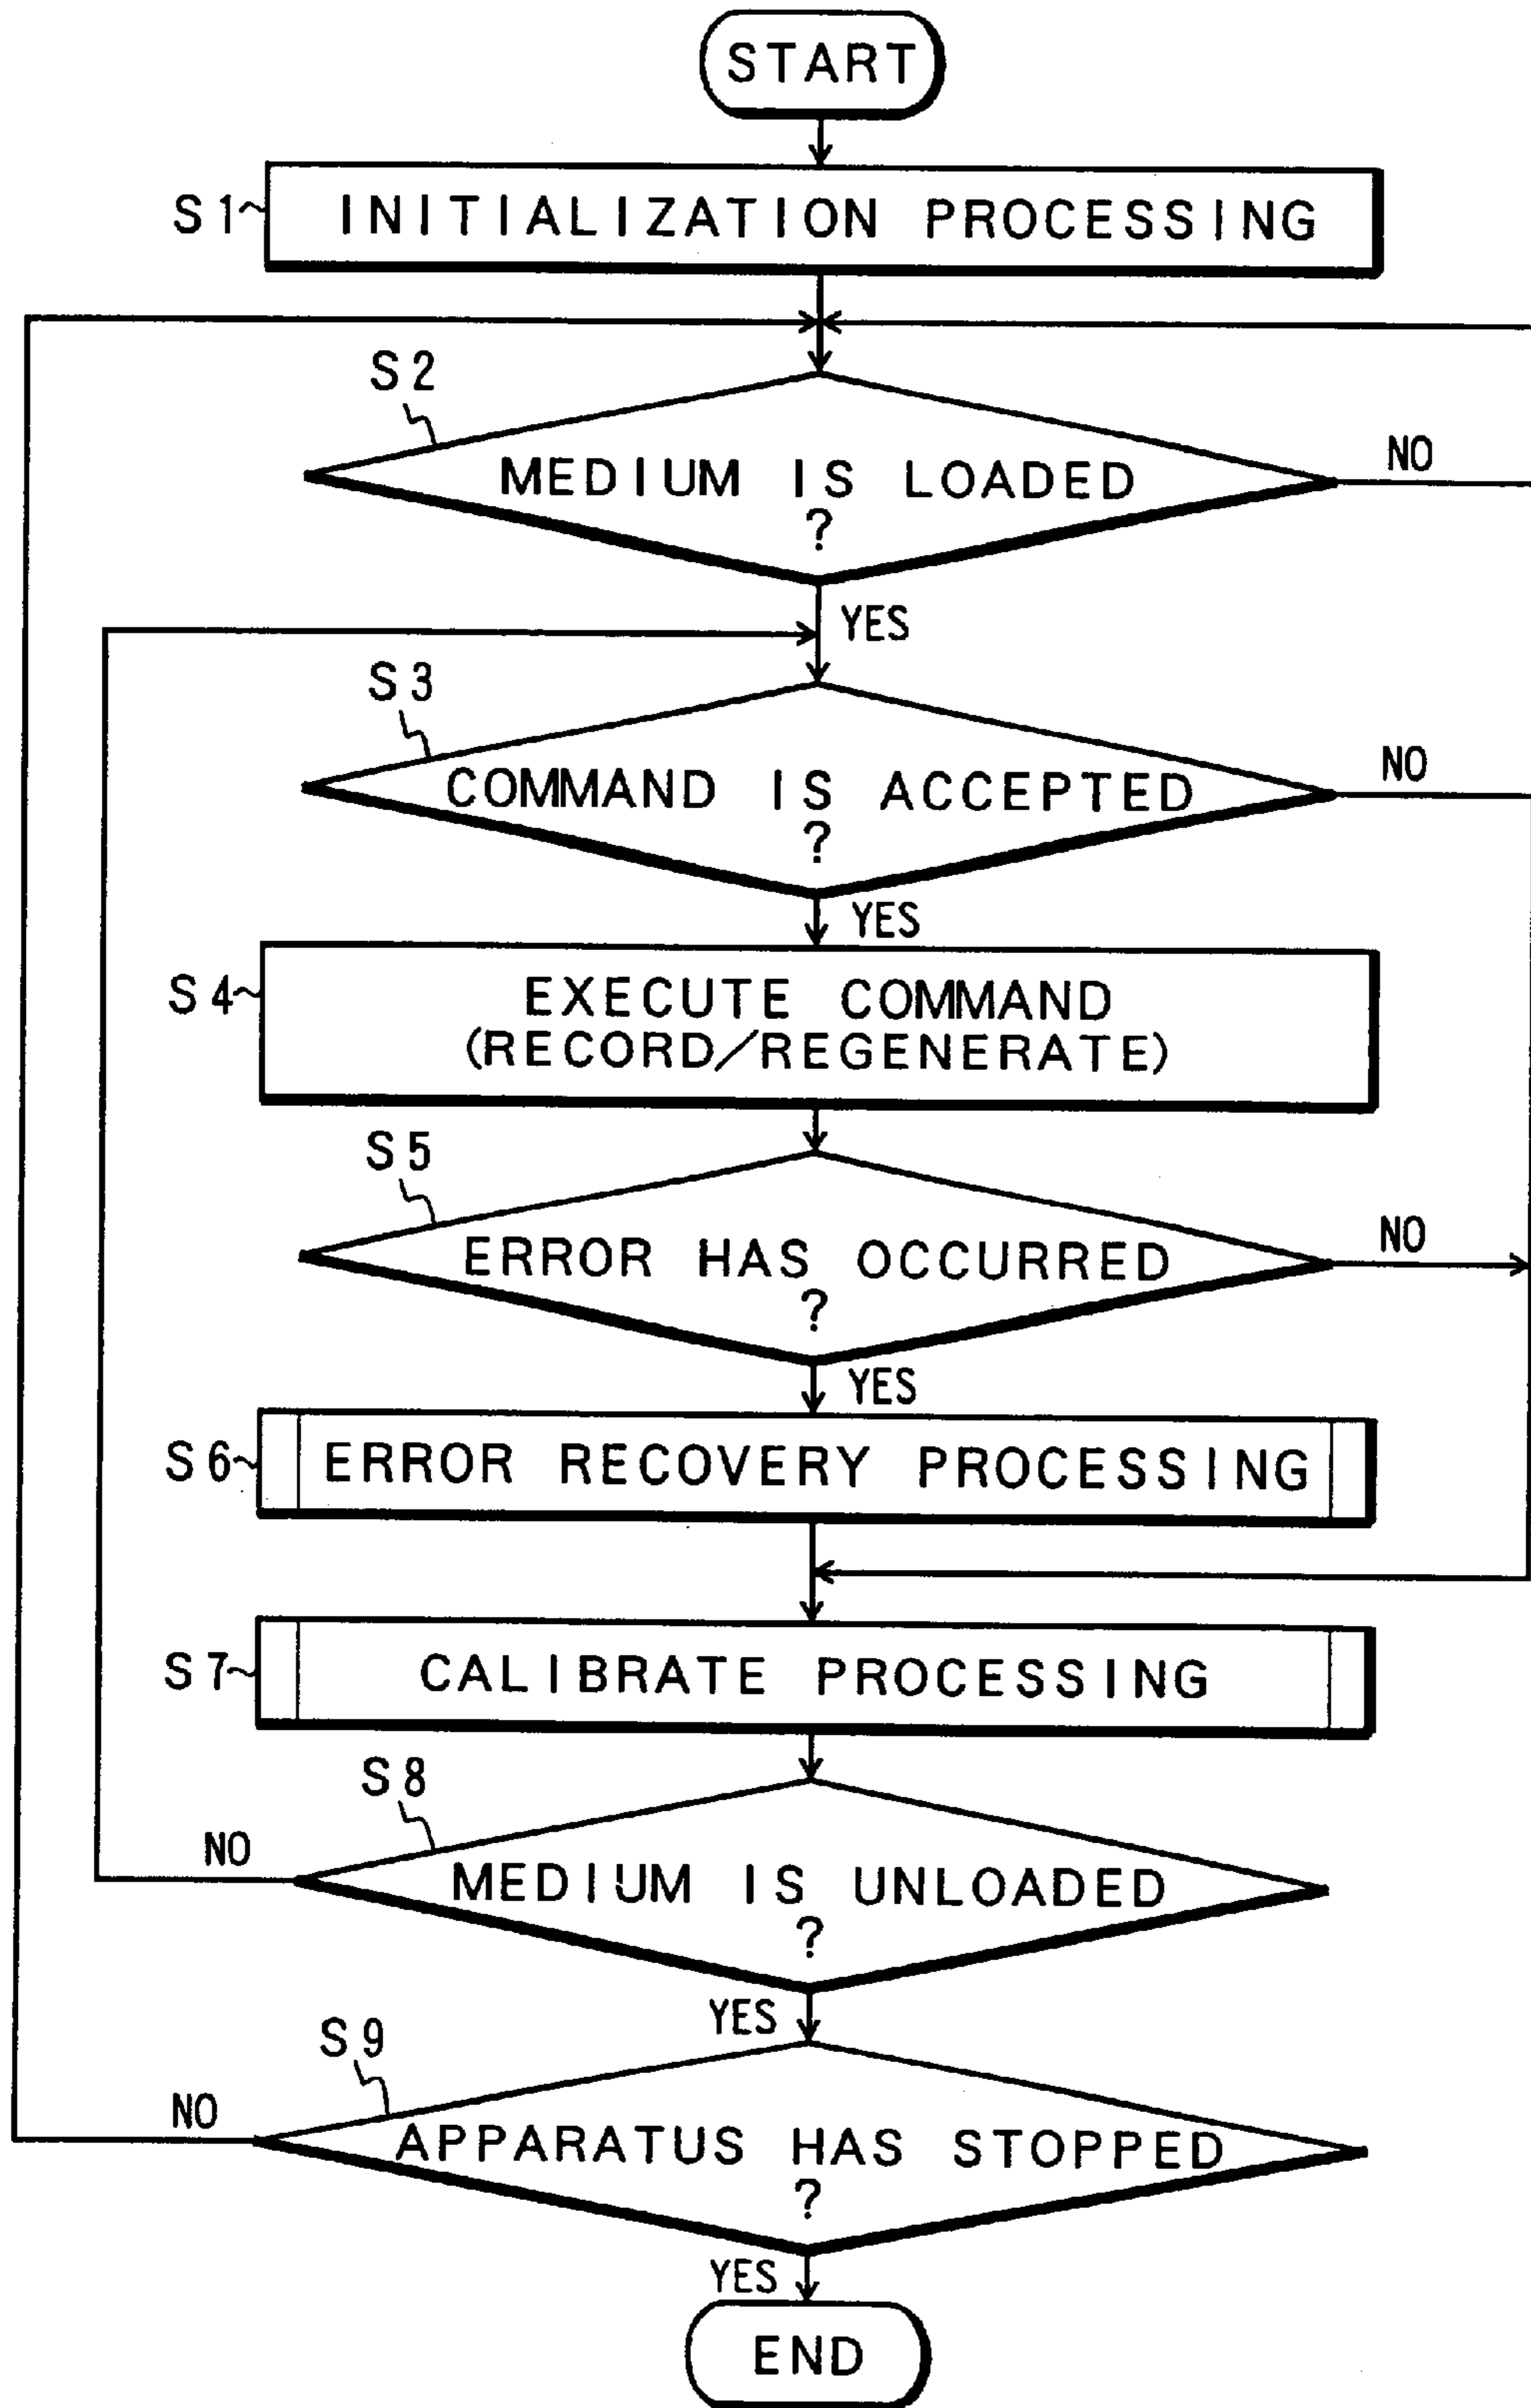 START
S1 INITIALIZATION PROCESSING
S2
MEDIUM IS LOADED
?
NO
YES
S3
COMMAND IS ACCEPTED
?
NO
YES
S4 EXECUTE COMMAND
(RECORD/REGENERATE)
S5
ERROR HAS OCCURRED
?
NO
YES
S6 ERROR RECOVERY PROCESSING
S7 CALIBRATE PROCESSING
S8
NO
MEDIUM IS UNLOADED
?
YES
S9
NO
APPARATUS HAS STOPPED
?
YES
END